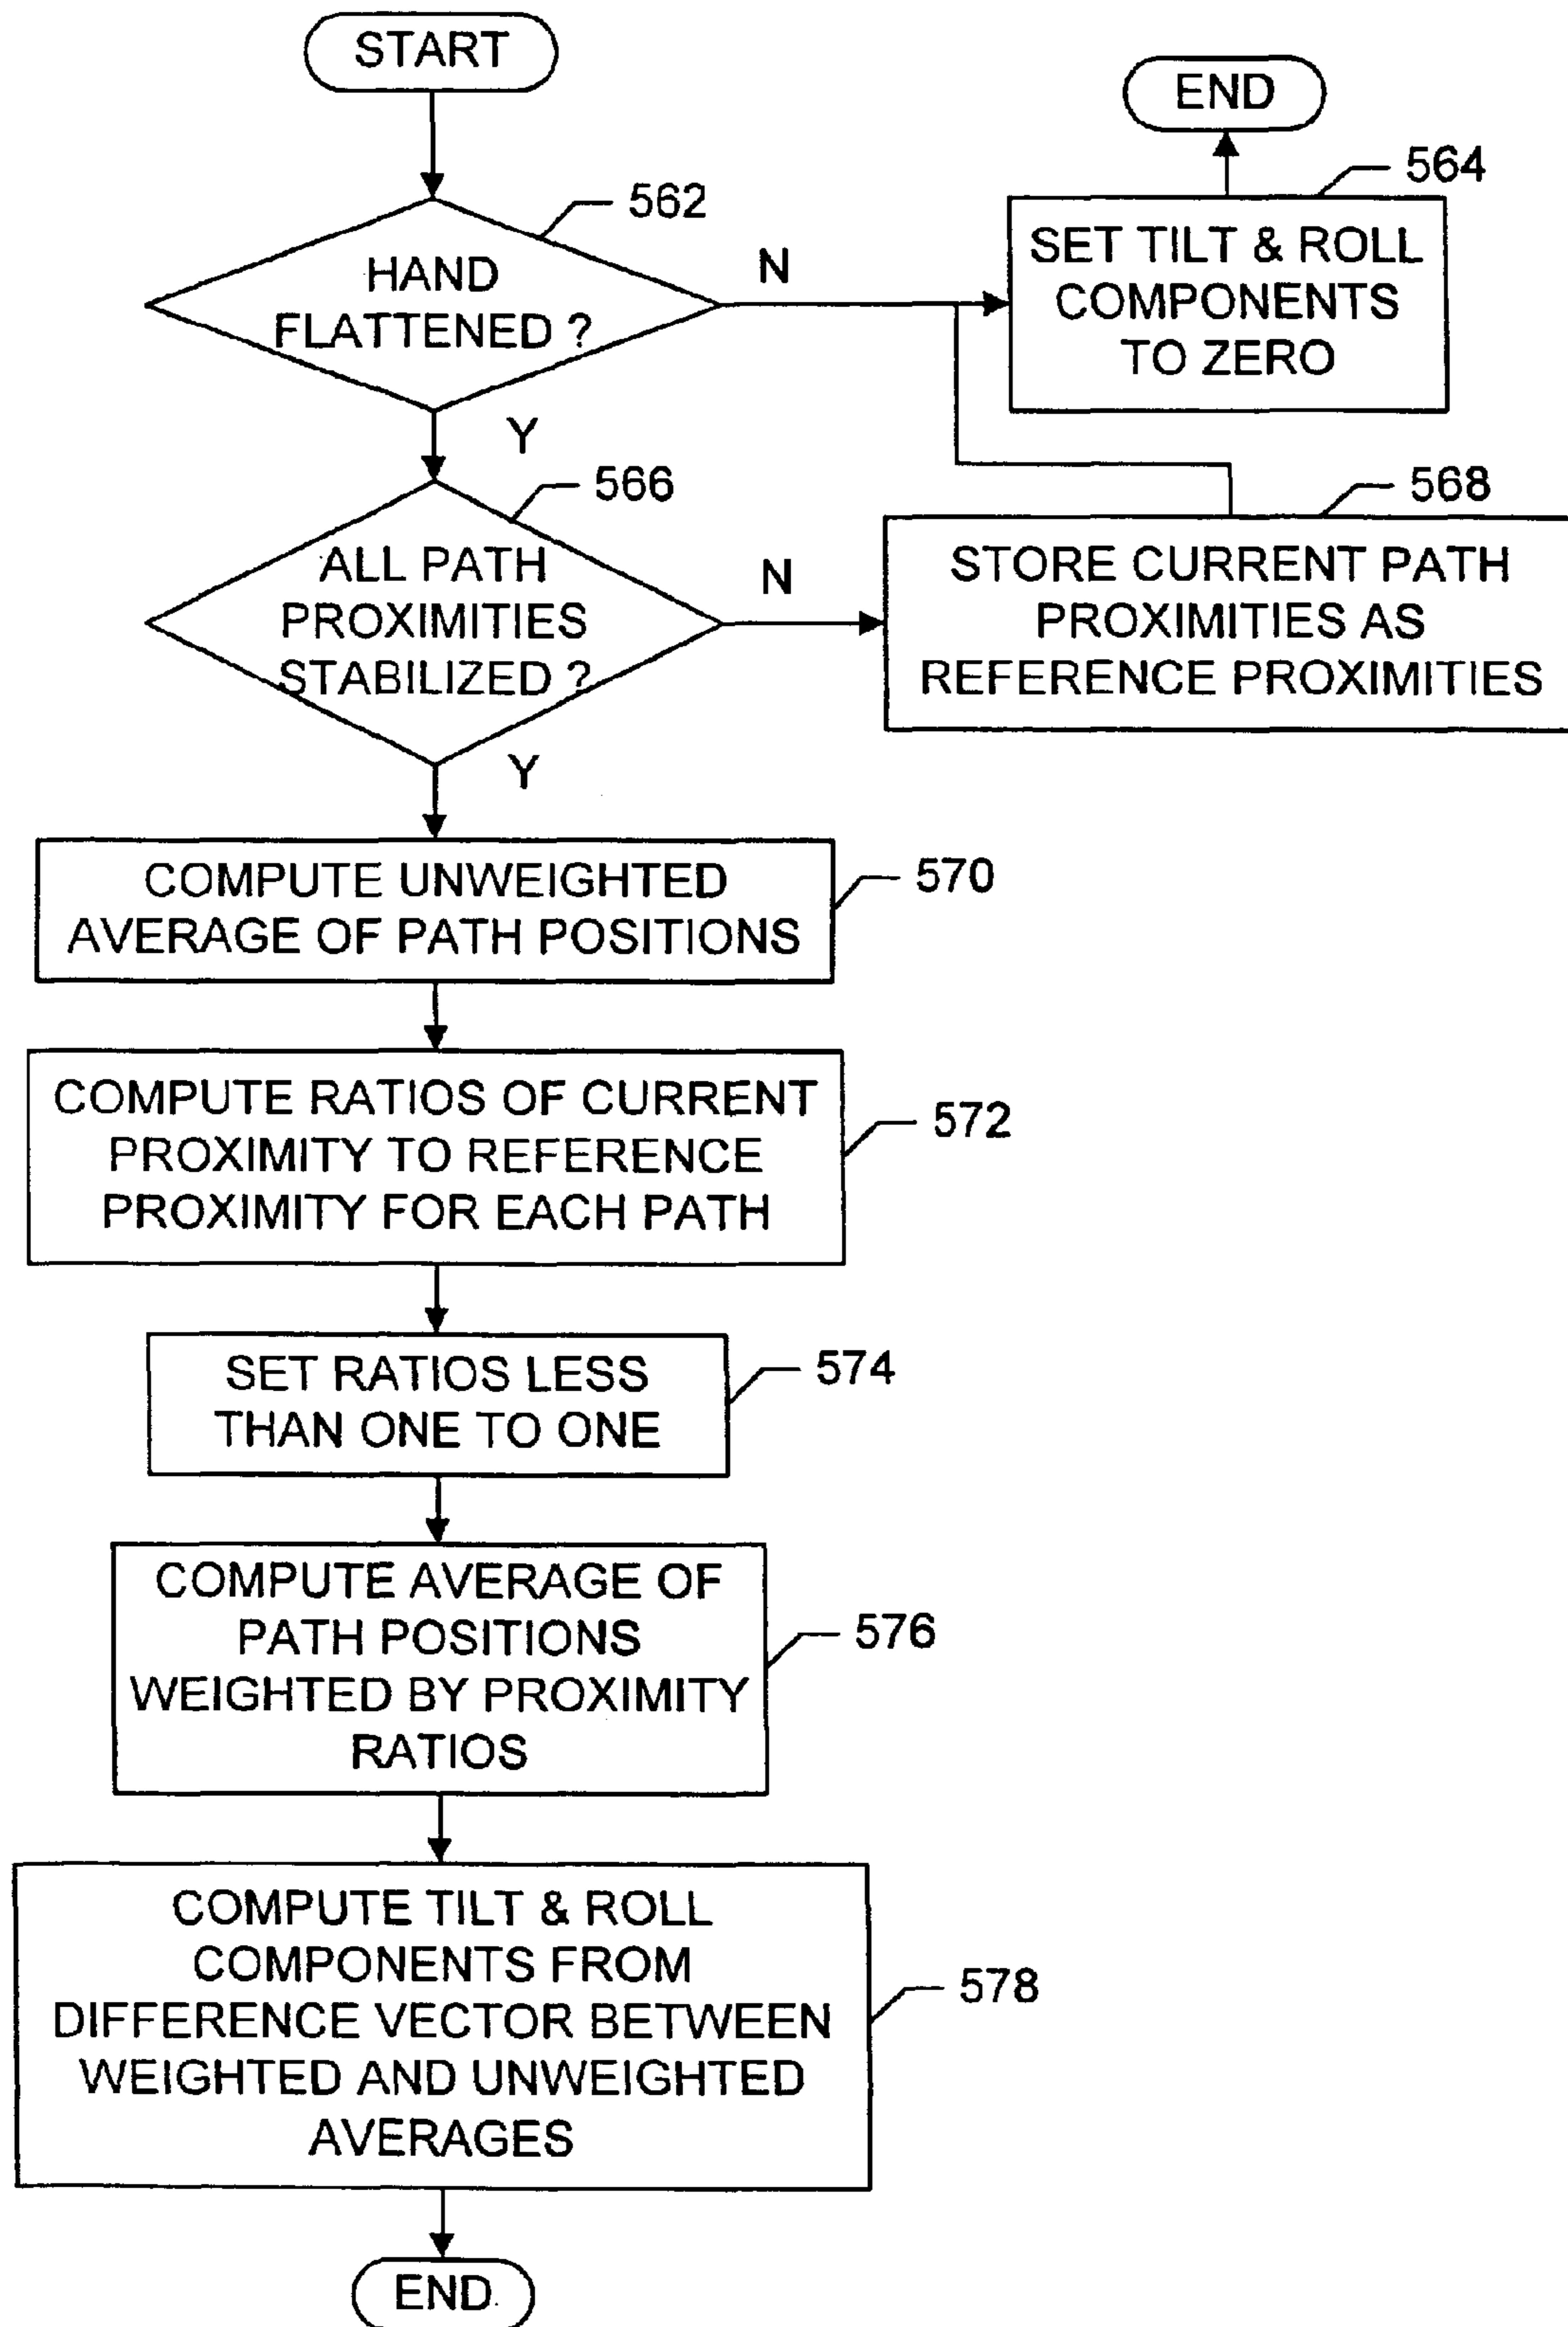 START
END
562
564
HAND
FLATTENED ?
N
SET TILT & ROLL
COMPONENTS
TO ZERO
Y
566
568
ALL PATH
PROXIMITIES
STABILIZED ?
N
STORE CURRENT PATH
PROXIMITIES AS
REFERENCE PROXIMITIES
Y
COMPUTE UNWEIGHTED
AVERAGE OF PATH POSITIONS
570
COMPUTE RATIOS OF CURRENT
PROXIMITY TO REFERENCE
PROXIMITY FOR EACH PATH
572
SET RATIOS LESS
THAN ONE TO ONE
574
COMPUTE AVERAGE OF
PATH POSITIONS
WEIGHTED BY PROXIMITY
RATIOS
576
COMPUTE TILT & ROLL
COMPONENTS FROM
DIFFERENCE VECTOR BETWEEN
WEIGHTED AND UNWEIGHTED
AVERAGES
578
END